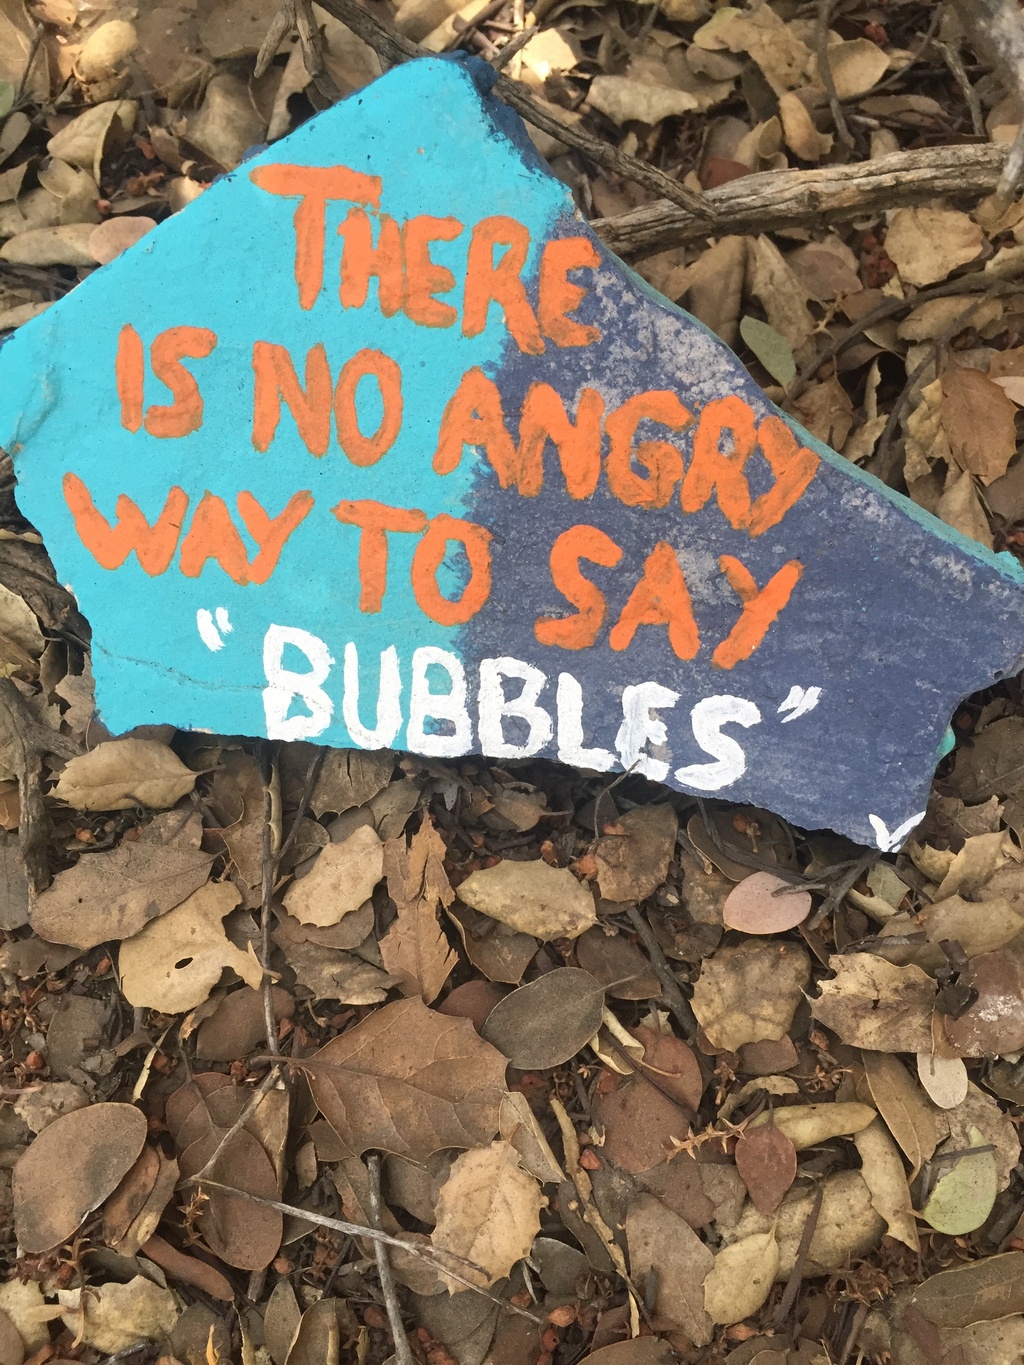 THERE
IS NO ANGRY
WAY TO SAY
"BUBBLES"